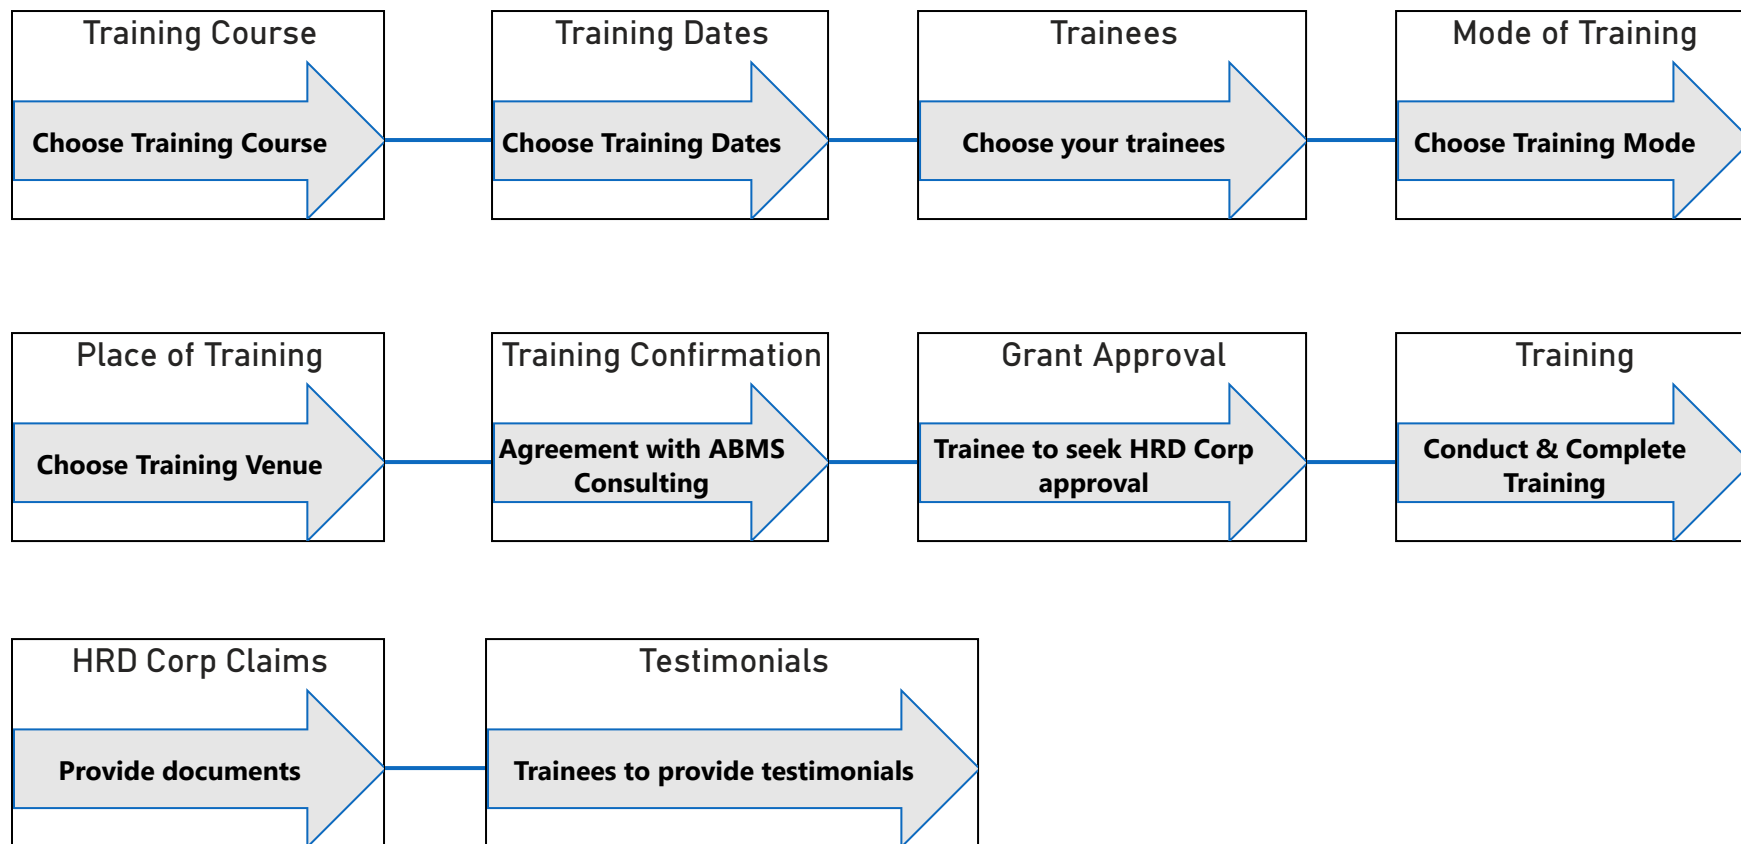 Training Course
Choose Training Course
Training Dates
Choose Training Dates
Trainees
Choose your trainees
Mode of Training
Choose Training Mode
Place of Training
Choose Training Venue
Training Confirmation
Agreement with ABMS
Consulting
Grant Approval
Trainee to seek HRD Corp
approval
Training
Conduct & Complete
Training
HRD Corp Claims
Provide documents
Testimonials
Trainees to provide testimonials